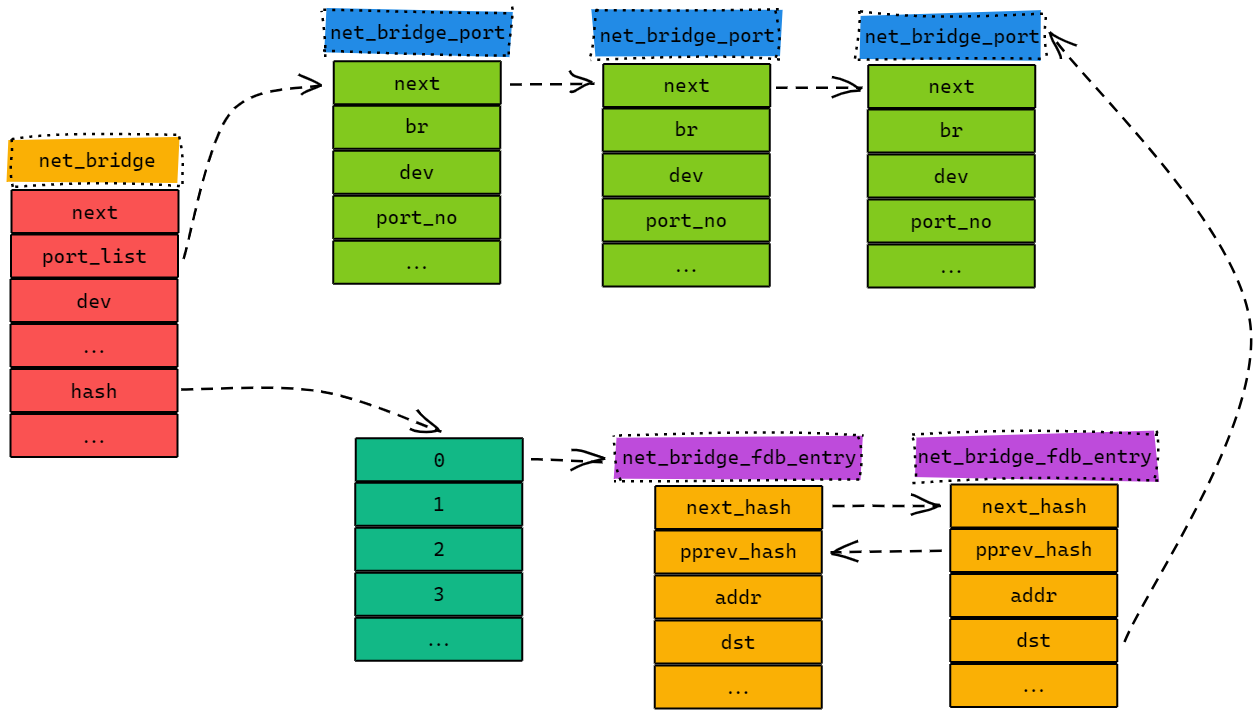 net_bridge
next
port_list
dev
...
hash
...
net_bridge_port
next
br
dev
port_no
...
net_bridge_port
next
br
dev
port_no
...
net_bridge_port
next
br
dev
port_no
...
0
1
2
3
...
net_bridge_fdb_entry
next_hash
pprev_hash
addr
dst
...
net_bridge_fdb_entry
next_hash
pprev_hash
addr
dst
...